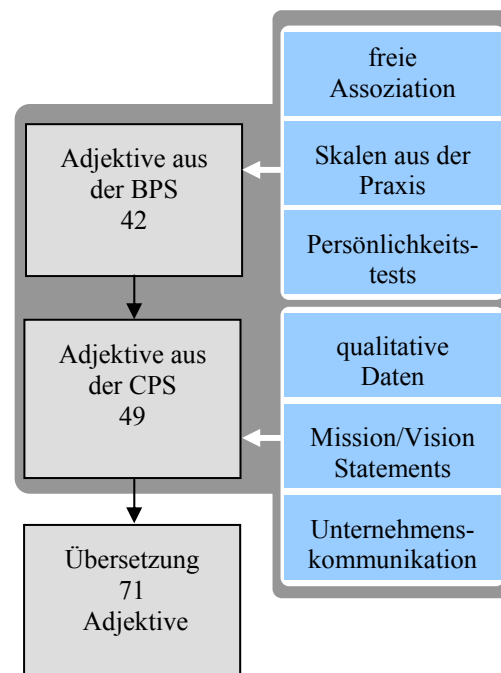 freie
Assoziation
Adjektive aus
der BPS
42
Skalen aus der
Praxis
Persönlichkeits-
tests
Adjektive aus
der CPS
49
qualitative
Daten
Mission/Vision
Statements
Unternehmens-
kommunikation
Übersetzung
71
Adjektive